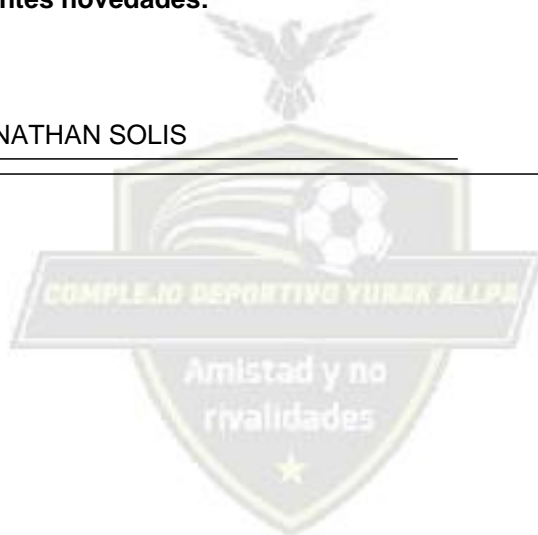 ntes novedades:
NATHAN SOLIS
COMPLEJO DEPORTIVO YURAK ALLPA
Amistad y no
rivalidades